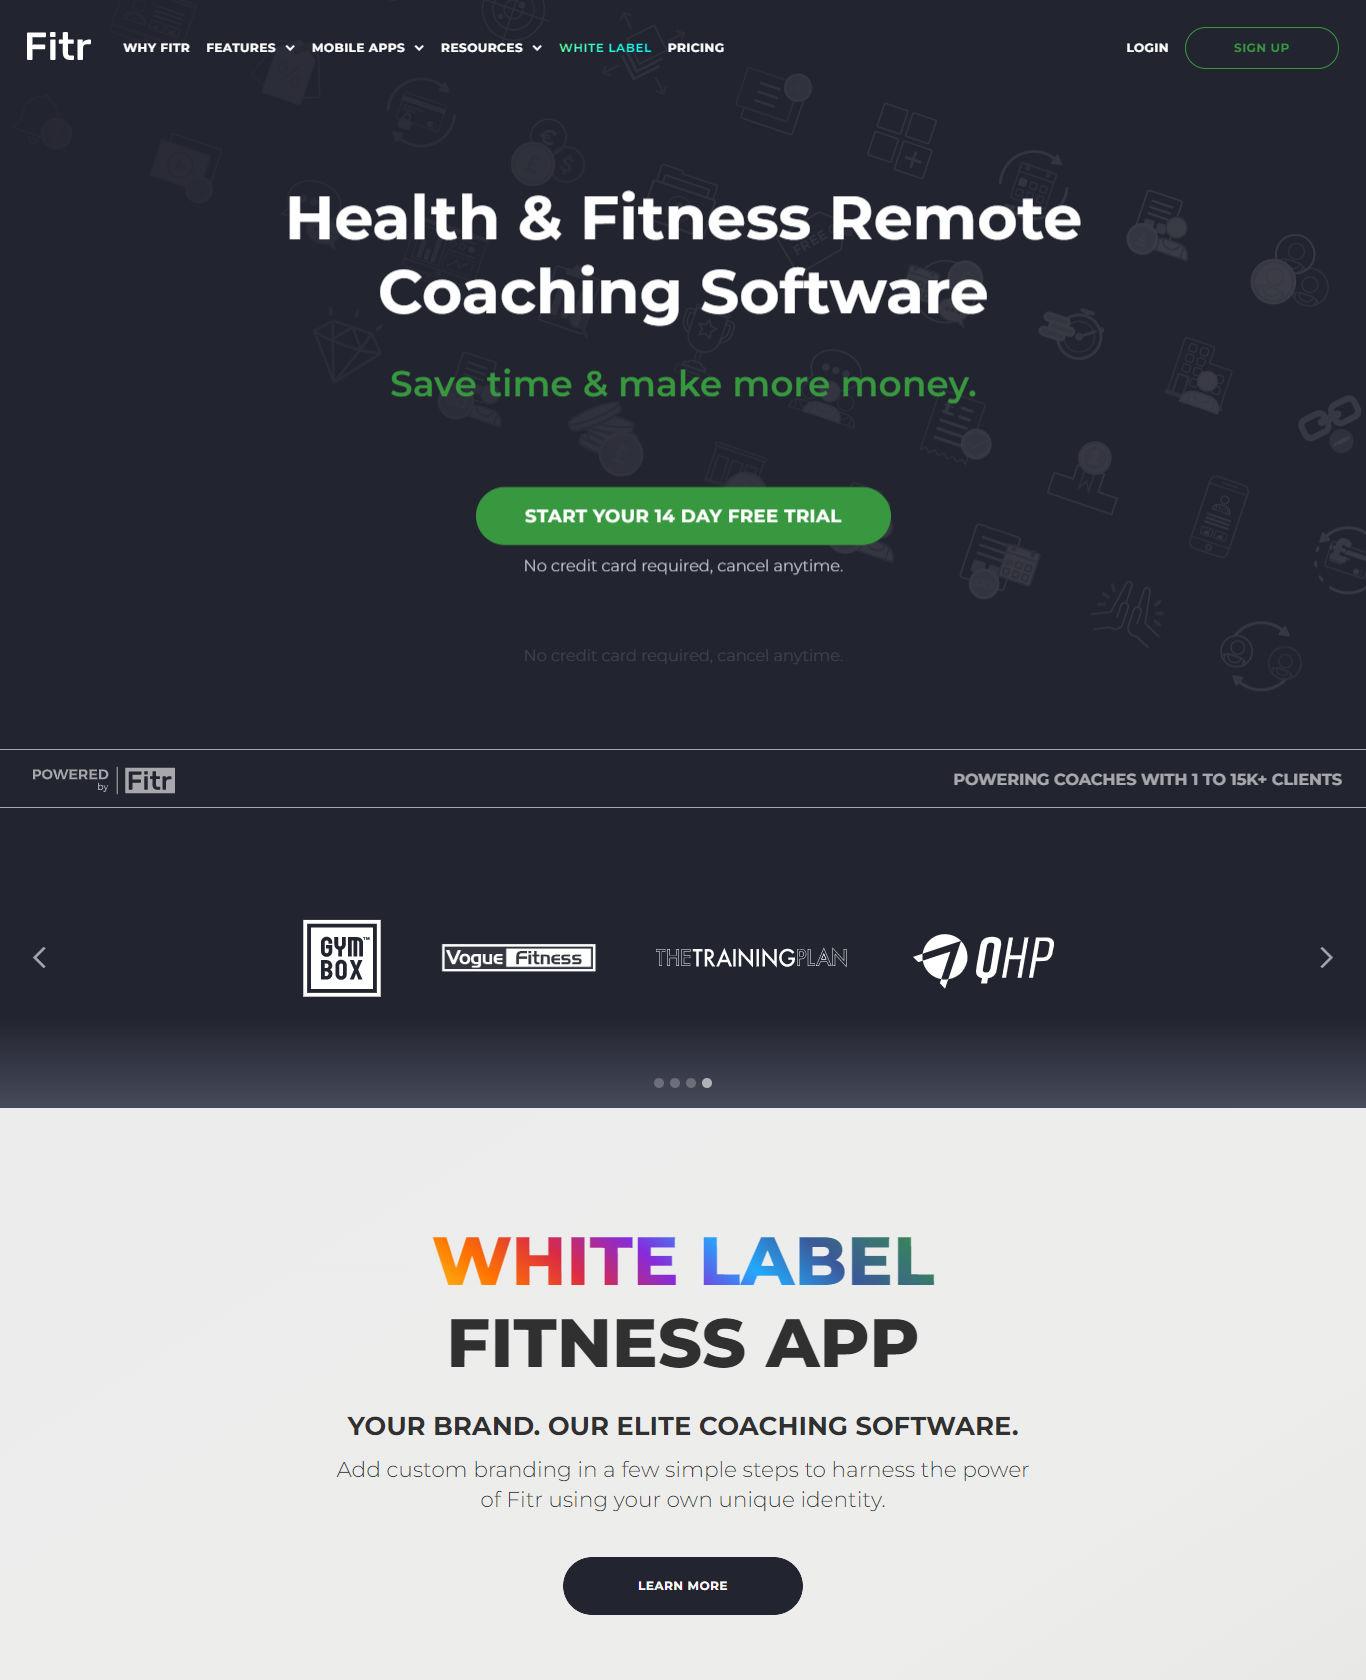 Fitr
WHY FITR FEATURES MOBILE APPS RESOURCES WHITE LABEL PRICING
LOGIN SIGN UP
FREE
Health & Fitness Remote
Coaching Software
Save time & make more money.
START YOUR 14 DAY FREE TRIAL
No credit card required, cancel anytime.
No credit card required, cancel anytime.
POWERED
by
Fitr
POWERING COACHES WITH 1 TO 15K+ CLIENTS
GYM™
BOX
Vogue Fitness
THETRAININGPLAN
QHP
WHITE LABEL
FITNESS APP
YOUR BRAND. OUR ELITE COACHING SOFTWARE.
Add custom branding in a few simple steps to harness the power
of Fitr using your own unique identity.
LEARN MORE